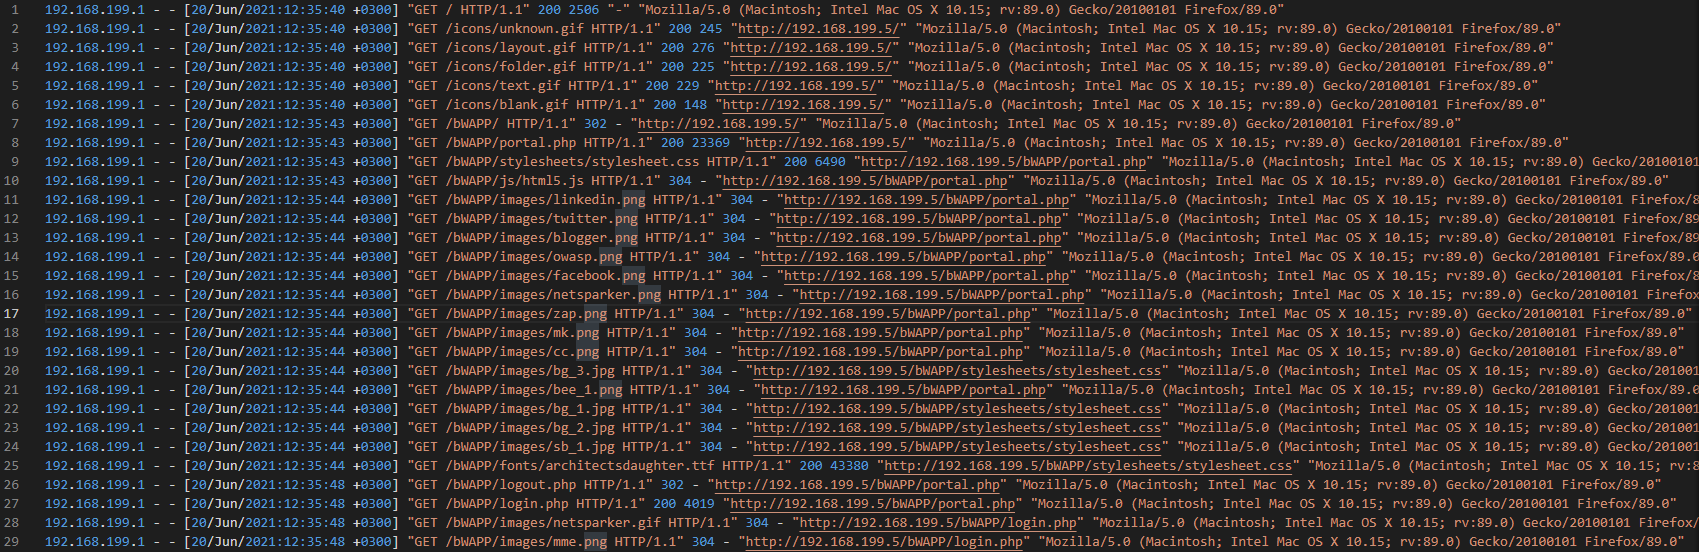 1 192.168.199.1 - - [20/Jun/2021:12:35:40 +0300] "GET / HTTP/1.1" 200 2506 "-" "Mozilla/5.0 (Macintosh; Intel Mac OS X 10.15; rv:89.0) Gecko/20100101 Firefox/89.0"
2 192.168.199.1 - - [20/Jun/2021:12:35:40 +0300] "GET /icons/unknown.gif HTTP/1.1" 200 245 "http://192.168.199.5/" "Mozilla/5.0 (Macintosh; Intel Mac OS X 10.15; rv:89.0) Gecko/20100101 Firefox/89.0"
3 192.168.199.1 - - [20/Jun/2021:12:35:40 +0300] "GET /icons/layout.gif HTTP/1.1" 200 276 "http://192.168.199.5/" "Mozilla/5.0 (Macintosh; Intel Mac OS X 10.15; rv:89.0) Gecko/20100101 Firefox/89.0"
4 192.168.199.1 - - [20/Jun/2021:12:35:40 +0300] "GET /icons/folder.gif HTTP/1.1" 200 225 "http://192.168.199.5/" "Mozilla/5.0 (Macintosh; Intel Mac OS X 10.15; rv:89.0) Gecko/20100101 Firefox/89.0"
5 192.168.199.1 - - [20/Jun/2021:12:35:40 +0300] "GET /icons/text.gif HTTP/1.1" 200 229 "http://192.168.199.5/" "Mozilla/5.0 (Macintosh; Intel Mac OS X 10.15; rv:89.0) Gecko/20100101 Firefox/89.0"
6 192.168.199.1 - - [20/Jun/2021:12:35:40 +0300] "GET /icons/blank.gif HTTP/1.1" 200 148 "http://192.168.199.5/" "Mozilla/5.0 (Macintosh; Intel Mac OS X 10.15; rv:89.0) Gecko/20100101 Firefox/89.0"
7 192.168.199.1 - - [20/Jun/2021:12:35:43 +0300] "GET /bWAPP/ HTTP/1.1" 302 - "http://192.168.199.5/" "Mozilla/5.0 (Macintosh; Intel Mac OS X 10.15; rv:89.0) Gecko/20100101 Firefox/89.0"
8 192.168.199.1 - - [20/Jun/2021:12:35:43 +0300] "GET /bWAPP/portal.php HTTP/1.1" 200 23369 "http://192.168.199.5/" "Mozilla/5.0 (Macintosh; Intel Mac OS X 10.15; rv:89.0) Gecko/20100101 Firefox/89.0"
9 192.168.199.1 - - [20/Jun/2021:12:35:43 +0300] "GET /bWAPP/stylesheets/stylesheet.css HTTP/1.1" 200 6490 "http://192.168.199.5/bWAPP/portal.php" "Mozilla/5.0 (Macintosh; Intel Mac OS X 10.15; rv:89.0) Gecko/20100101
10 192.168.199.1 - - [20/Jun/2021:12:35:43 +0300] "GET /bWAPP/js/html5.js HTTP/1.1" 304 - "http://192.168.199.5/bWAPP/portal.php" "Mozilla/5.0 (Macintosh; Intel Mac OS X 10.15; rv:89.0) Gecko/20100101 Firefox/89.0"
11 192.168.199.1 - - [20/Jun/2021:12:35:44 +0300] "GET /bWAPP/images/linkedin.png HTTP/1.1" 304 - "http://192.168.199.5/bWAPP/portal.php" "Mozilla/5.0 (Macintosh; Intel Mac OS X 10.15; rv:89.0) Gecko/20100101 Firefox/8
12 192.168.199.1 - - [20/Jun/2021:12:35:44 +0300] "GET /bWAPP/images/twitter.png HTTP/1.1" 304 - "http://192.168.199.5/bWAPP/portal.php" "Mozilla/5.0 (Macintosh; Intel Mac OS X 10.15; rv:89.0) Gecko/20100101 Firefox/89
13 192.168.199.1 - - [20/Jun/2021:12:35:44 +0300] "GET /bWAPP/images/blogger.png HTTP/1.1" 304 - "http://192.168.199.5/bWAPP/portal.php" "Mozilla/5.0 (Macintosh; Intel Mac OS X 10.15; rv:89.0) Gecko/20100101 Firefox/89
14 192.168.199.1 - - [20/Jun/2021:12:35:44 +0300] "GET /bWAPP/images/owasp.png HTTP/1.1" 304 - "http://192.168.199.5/bWAPP/portal.php" "Mozilla/5.0 (Macintosh; Intel Mac OS X 10.15; rv:89.0) Gecko/20100101 Firefox/89.0
15 192.168.199.1 - - [20/Jun/2021:12:35:44 +0300] "GET /bWAPP/images/facebook.png HTTP/1.1" 304 - "http://192.168.199.5/bWAPP/portal.php" "Mozilla/5.0 (Macintosh; Intel Mac OS X 10.15; rv:89.0) Gecko/20100101 Firefox/8
16 192.168.199.1 - - [20/Jun/2021:12:35:44 +0300] "GET /bWAPP/images/netsparker.png HTTP/1.1" 304 - "http://192.168.199.5/bWAPP/portal.php" "Mozilla/5.0 (Macintosh; Intel Mac OS X 10.15; rv:89.0) Gecko/20100101 Firefox
17 192.168.199.1 - - [20/Jun/2021:12:35:44 +0300] "GET /bWAPP/images/zap.png HTTP/1.1" 304 - "http://192.168.199.5/bWAPP/portal.php" "Mozilla/5.0 (Macintosh; Intel Mac OS X 10.15; rv:89.0) Gecko/20100101 Firefox/89.0"
18 192.168.199.1 - - [20/Jun/2021:12:35:44 +0300] "GET /bWAPP/images/mk.png HTTP/1.1" 304 - "http://192.168.199.5/bWAPP/portal.php" "Mozilla/5.0 (Macintosh; Intel Mac OS X 10.15; rv:89.0) Gecko/20100101 Firefox/89.0"
19 192.168.199.1 - - [20/Jun/2021:12:35:44 +0300] "GET /bWAPP/images/cc.png HTTP/1.1" 304 - "http://192.168.199.5/bWAPP/portal.php" "Mozilla/5.0 (Macintosh; Intel Mac OS X 10.15; rv:89.0) Gecko/20100101 Firefox/89.0"
20 192.168.199.1 - - [20/Jun/2021:12:35:44 +0300] "GET /bWAPP/images/bg_3.jpg HTTP/1.1" 304 - "http://192.168.199.5/bWAPP/stylesheets/stylesheet.css" "Mozilla/5.0 (Macintosh; Intel Mac OS X 10.15; rv:89.0) Gecko/201001
21 192.168.199.1 - - [20/Jun/2021:12:35:44 +0300] "GET /bWAPP/images/bee_1.png HTTP/1.1" 304 - "http://192.168.199.5/bWAPP/portal.php" "Mozilla/5.0 (Macintosh; Intel Mac OS X 10.15; rv:89.0) Gecko/20100101 Firefox/89.0
22 192.168.199.1 - - [20/Jun/2021:12:35:44 +0300] "GET /bWAPP/images/bg_1.jpg HTTP/1.1" 304 - "http://192.168.199.5/bWAPP/stylesheets/stylesheet.css" "Mozilla/5.0 (Macintosh; Intel Mac OS X 10.15; rv:89.0) Gecko/201001
23 192.168.199.1 - - [20/Jun/2021:12:35:44 +0300] "GET /bWAPP/images/bg_2.jpg HTTP/1.1" 304 - "http://192.168.199.5/bWAPP/stylesheets/stylesheet.css" "Mozilla/5.0 (Macintosh; Intel Mac OS X 10.15; rv:89.0) Gecko/201001
24 192.168.199.1 - - [20/Jun/2021:12:35:44 +0300] "GET /bWAPP/images/sb_1.jpg HTTP/1.1" 304 - "http://192.168.199.5/bWAPP/stylesheets/stylesheet.css" "Mozilla/5.0 (Macintosh; Intel Mac OS X 10.15; rv:89.0) Gecko/201001
25 192.168.199.1 - - [20/Jun/2021:12:35:44 +0300] "GET /bWAPP/fonts/architectsdaughter.ttf HTTP/1.1" 200 43380 "http://192.168.199.5/bWAPP/stylesheets/stylesheet.css" "Mozilla/5.0 (Macintosh; Intel Mac OS X 10.15; rv:89
26 192.168.199.1 - - [20/Jun/2021:12:35:48 +0300] "GET /bWAPP/logout.php HTTP/1.1" 302 - "http://192.168.199.5/bWAPP/portal.php" "Mozilla/5.0 (Macintosh; Intel Mac OS X 10.15; rv:89.0) Gecko/20100101 Firefox/89.0"
27 192.168.199.1 - - [20/Jun/2021:12:35:48 +0300] "GET /bWAPP/login.php HTTP/1.1" 200 4019 "http://192.168.199.5/bWAPP/portal.php" "Mozilla/5.0 (Macintosh; Intel Mac OS X 10.15; rv:89.0) Gecko/20100101 Firefox/89.0"
28 192.168.199.1 - - [20/Jun/2021:12:35:48 +0300] "GET /bWAPP/images/netsparker.gif HTTP/1.1" 304 - "http://192.168.199.5/bWAPP/login.php" "Mozilla/5.0 (Macintosh; Intel Mac OS X 10.15; rv:89.0) Gecko/20100101 Firefox/
29 192.168.199.1 - - [20/Jun/2021:12:35:48 +0300] "GET /bWAPP/images/mme.png HTTP/1.1" 304 - "http://192.168.199.5/bWAPP/login.php" "Mozilla/5.0 (Macintosh; Intel Mac OS X 10.15; rv:89.0) Gecko/20100101 Firefox/89.0"